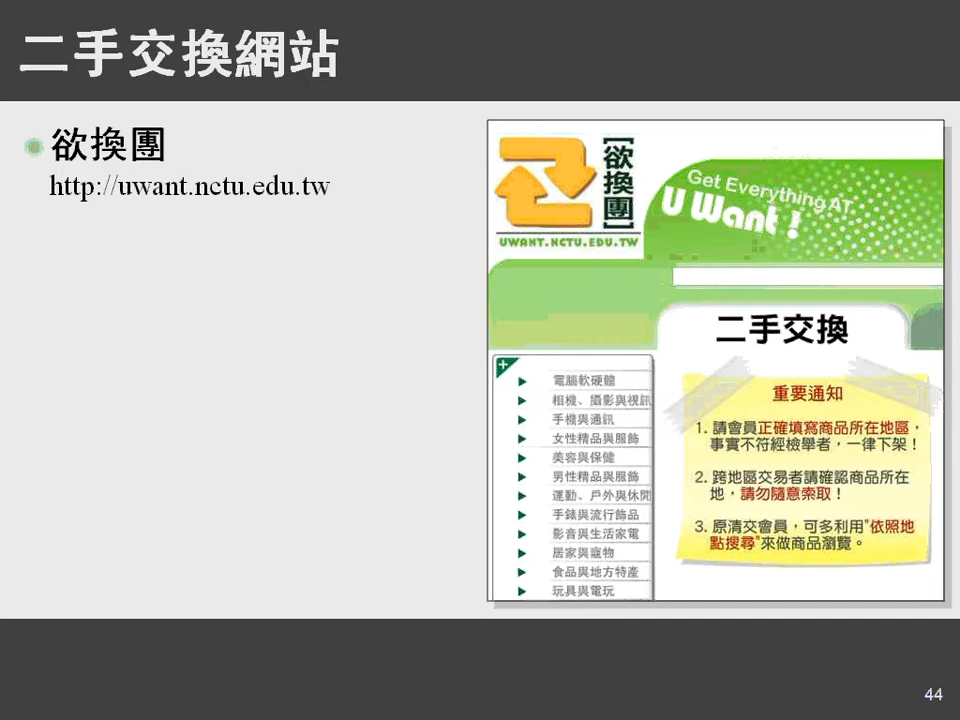 二手交換網站
欲換團
http://uwant.nctu.edu.tw
【欲換團】
UWANT.NCTU.EDU.TW
Get Everything AT
U Want !
二手交換
電腦軟硬體
相機、攝影與視訊
手機與通訊
女性精品與服飾
美容與保健
男性精品與服飾
運動、戶外與休閒
手錶與流行飾品
影音與生活家電
居家與寵物
食品與地方特產
玩具與電玩
重要通知
1. 請會員正確填寫商品所在地區，
事實不符經檢舉者，一律下架！
2. 跨地區交易者請確認商品所在
地，請勿隨意索取！
3. 原清交會員，可多利用"依照地
點搜尋"來做商品瀏覽。
44